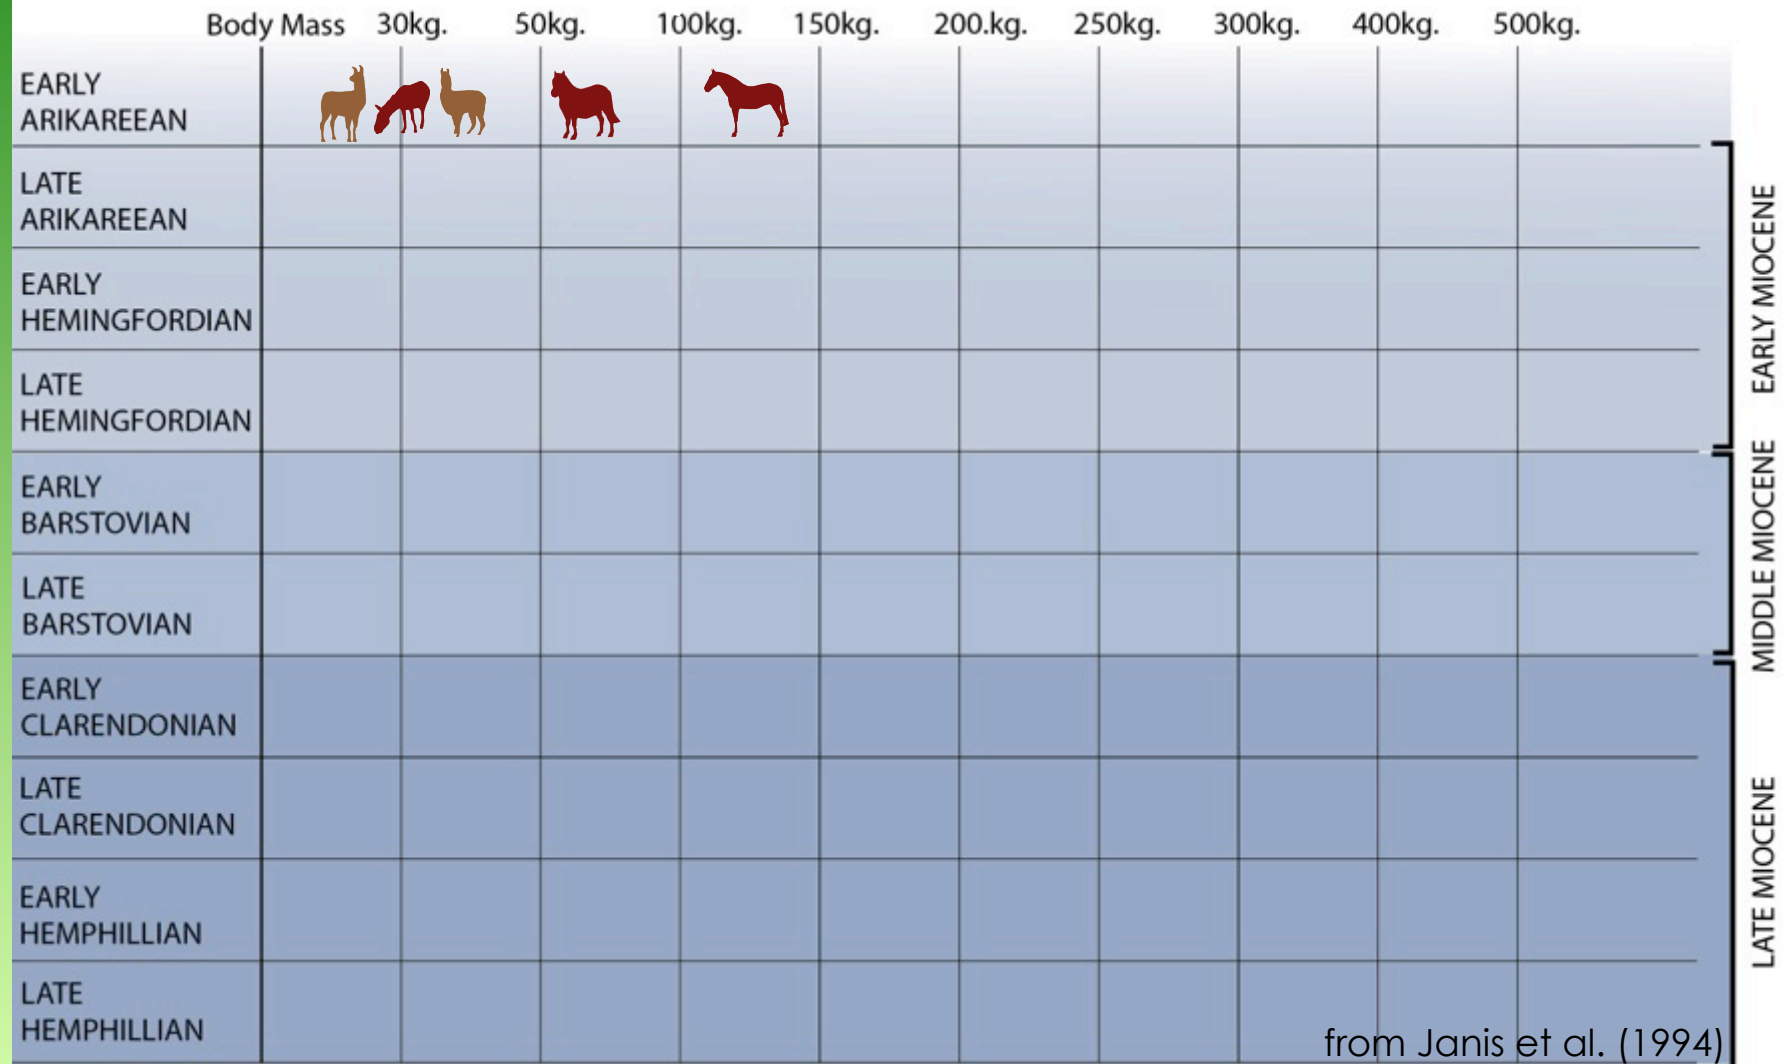 Body Mass 30kg. 50kg. 100kg. 150kg. 200.kg. 250kg. 300kg. 400kg. 500kg.
EARLY
ARIKAREEAN
LATE
ARIKAREEAN
EARLY
HEMINGFORDIAN
LATE
HEMINGFORDIAN
EARLY MIOCENE
EARLY
BARSTOVIAN
LATE
BARSTOVIAN
MIDDLE MIOCENE
EARLY
CLARENDONIAN
LATE
CLARENDONIAN
EARLY
HEMPHILLIAN
LATE
HEMPHILLIAN
LATE MIOCENE
from Janis et al. (1994)